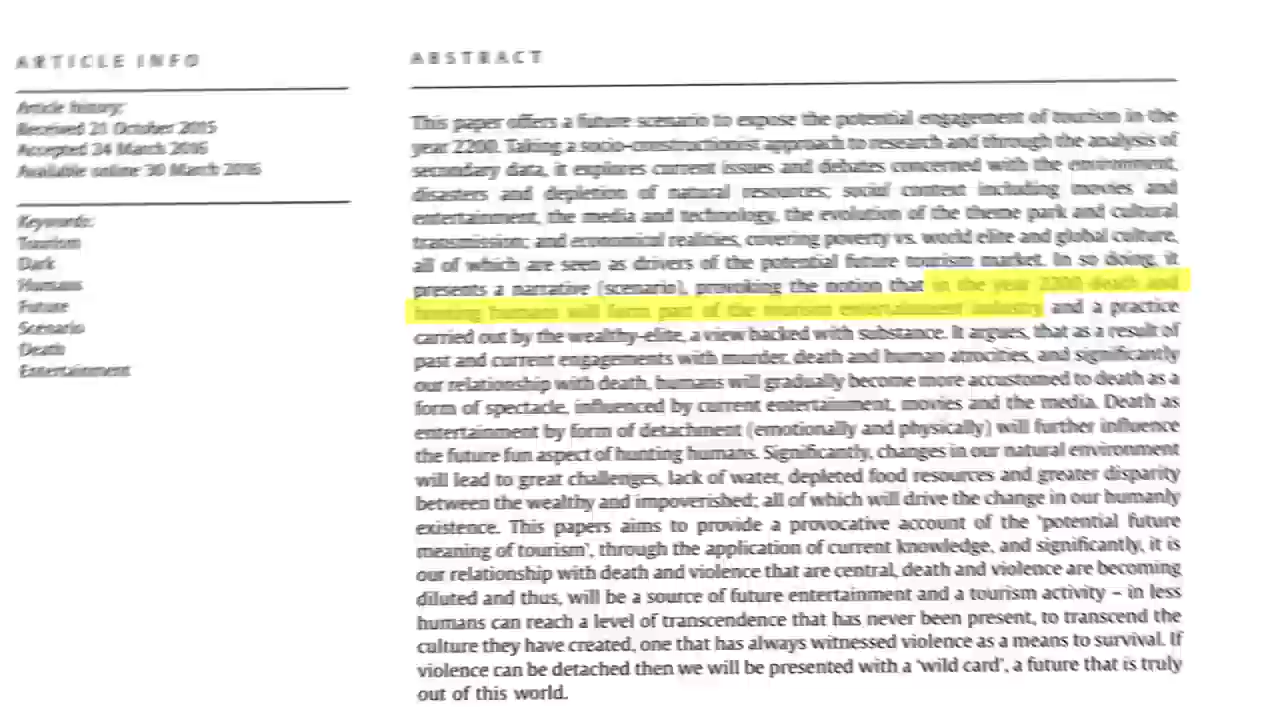 ARTICLE INFO
Article history:
Received 21 October 2015
Accepted 24 March 2016
Available online 30 March 2016
Keywords:
Tourism
Dark
Humans
Future
Scenario
Death
Entertainment
ABSTRACT
This paper offers a future scenario to expose the potential engagement of tourism in the
year 2200. Taking a socio-constructionist approach to research and through the analysis of
secondary data, it explores current issues and debates concerned with the environment,
disasters and depletion of natural resources; social context including movies and
entertainment, the media and technology, the evolution of the theme park and cultural
transmission; and economical realities, covering poverty vs. world elite and global culture,
all of which are seen as drivers of the potential future tourism market. In so doing, it
presents a narrative (scenario), provoking the notion that in the year 2200 death and
hunting humans will form part of the tourism entertainment industry and a practice
carried out by the wealthy-elite, a view backed with substance. It argues, that as a result of
past and current engagements with murder, death and human atrocities, and significantly
our relationship with death, humans will gradually become more accustomed to death as a
form of spectacle, influenced by current entertainment, movies and the media. Death as
entertainment by form of detachment (emotionally and physically) will further influence
the future fun aspect of hunting humans. Significantly, changes in our natural environment
will lead to great challenges, lack of water, depleted food resources and greater disparity
between the wealthy and impoverished; all of which will drive the change in our humanly
existence. This papers aims to provide a provocative account of the 'potential future
meaning of tourism', through the application of current knowledge, and significantly, it is
our relationship with death and violence that are central, death and violence are becoming
diluted and thus, will be a source of future entertainment and a tourism activity – in less
humans can reach a level of transcendence that has never been present, to transcend the
culture they have created, one that has always witnessed violence as a means to survival. If
violence can be detached then we will be presented with a 'wild card', a future that is truly
out of this world.